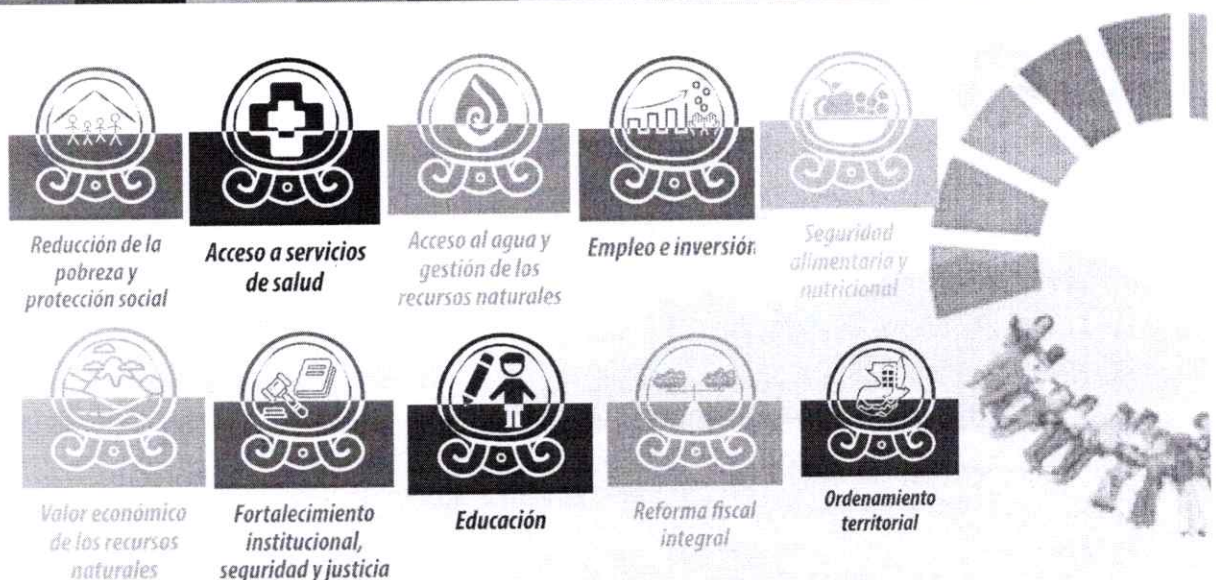 Reducción de la
pobreza y
protección social
Acceso a servicios
de salud
Acceso al agua y
gestión de los
recursos naturales
Empleo e inversión
Seguridad
alimentaria y
nutricional
Valor económico
de los recursos
naturales
Fortalecimiento
institucional,
seguridad y justicia
Educación
Reforma fiscal
integral
Ordenamiento
territorial